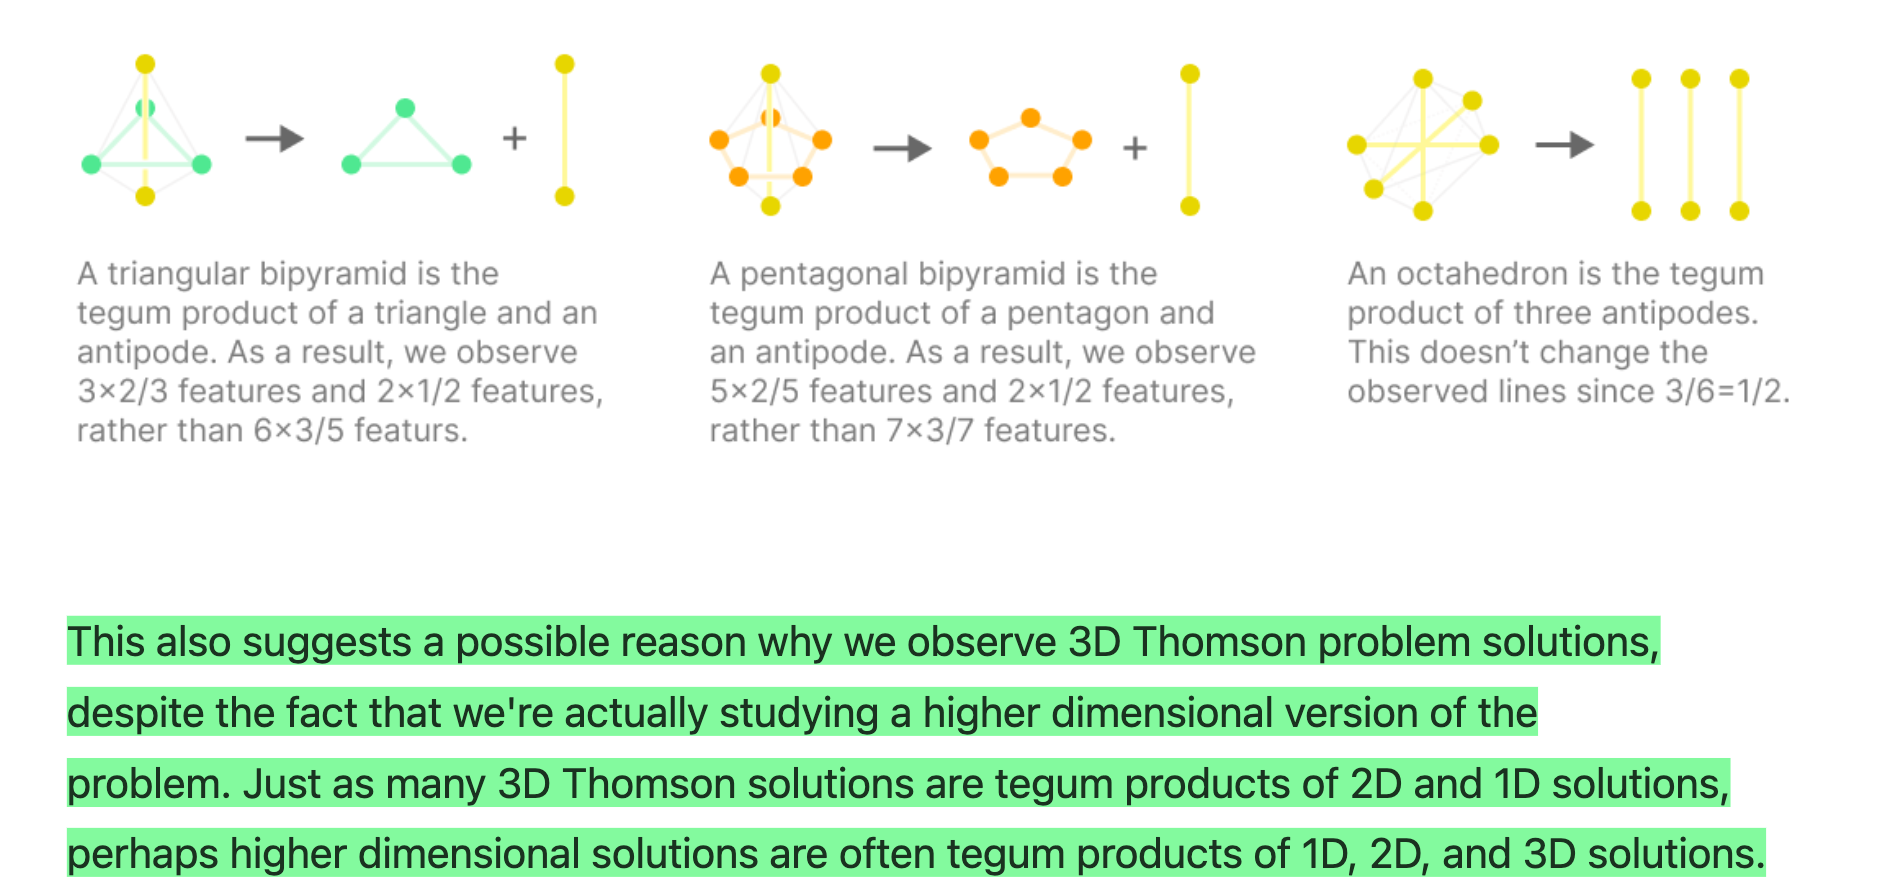 +
+
A triangular bipyramid is the
tegum product of a triangle and an
antipode. As a result, we observe
3×2/3 features and 2×1/2 features,
rather than 6×3/5 featurs.
A pentagonal bipyramid is the
tegum product of a pentagon and
an antipode. As a result, we observe
5×2/5 features and 2×1/2 features,
rather than 7×3/7 features.
An octahedron is the tegum
product of three antipodes.
This doesn’t change the
observed lines since 3/6=1/2.
This also suggests a possible reason why we observe 3D Thomson problem solutions,
despite the fact that we're actually studying a higher dimensional version of the
problem. Just as many 3D Thomson solutions are tegum products of 2D and 1D solutions,
perhaps higher dimensional solutions are often tegum products of 1D, 2D, and 3D solutions.